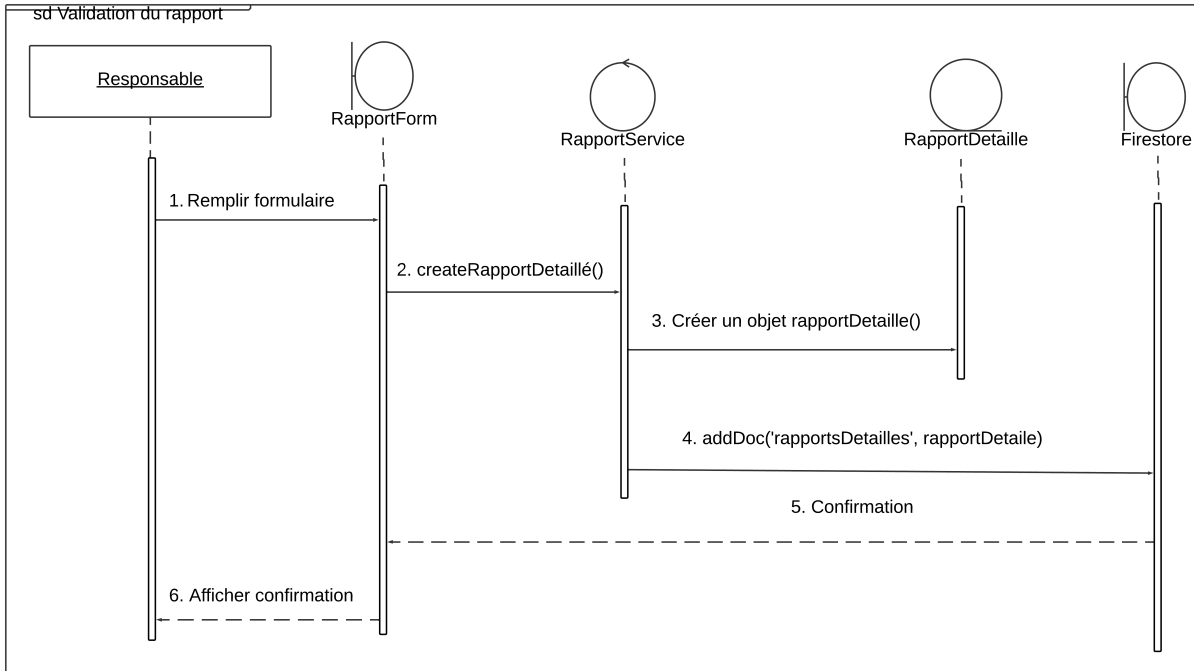 sd Validation du rapport
Responsable
RapportForm
RapportService
RapportDetaille
Firestore
1. Remplir formulaire
2. createRapportDetaillé()
3. Créer un objet rapportDetaille()
4. addDoc('rapportsDetailles', rapportDetaile)
5. Confirmation
6. Afficher confirmation